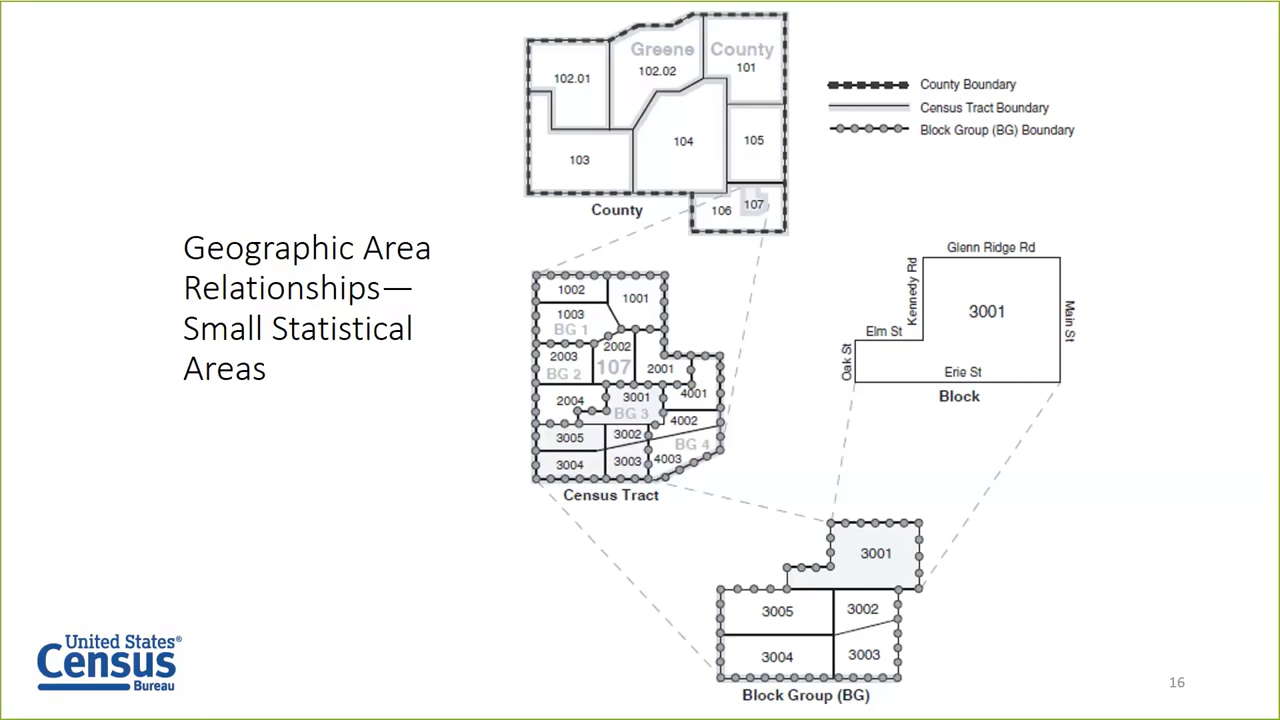 Geographic Area
Relationships—
Small Statistical
Areas
Greene County
102.01
102.02
101
103
104
105
106
107
County
County Boundary
Census Tract Boundary
Block Group (BG) Boundary
1002
1001
1003
BG 1
2003
2002
BG 2
107
2001
2004
3001
4001
BG 3
4002
3005
3002
BG 4
3004
3003
4003
Census Tract
Glenn Ridge Rd
Kennedy Rd
3001
Main St
Elm St
Oak St
Erie St
Block
3001
3005
3002
3004
3003
Block Group (BG)
United States®
Census
Bureau
16